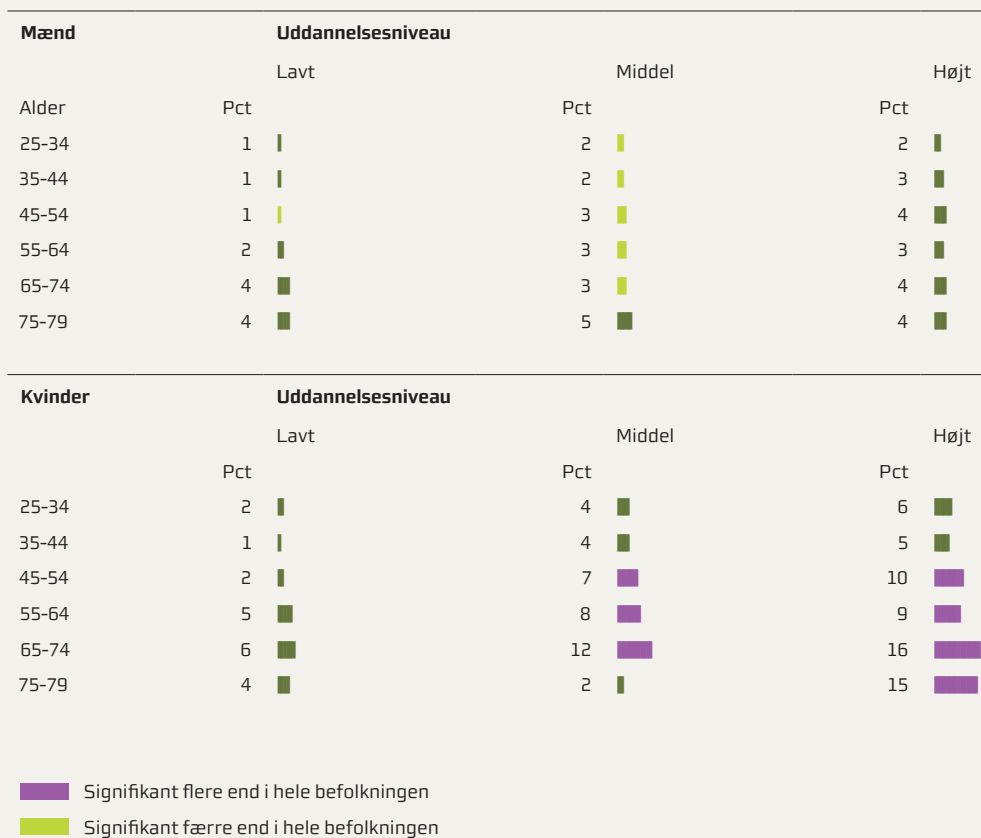 Mænd Uddannelsesniveau
Lavt Middel Højt
Alder Pct Pct Pct
25-34 1 2 2
35-44 1 2 3
45-54 1 3 4
55-64 2 3 3
65-74 4 3 4
75-79 4 5 4
Kvinder Uddannelsesniveau
Lavt Middel Højt
Pct Pct Pct
25-34 2 4 6
35-44 1 4 5
45-54 2 7 10
55-64 5 8 9
65-74 6 12 16
75-79 4 2 15
Signifikant flere end i hele befolkningen
Signifikant færre end i hele befolkningen